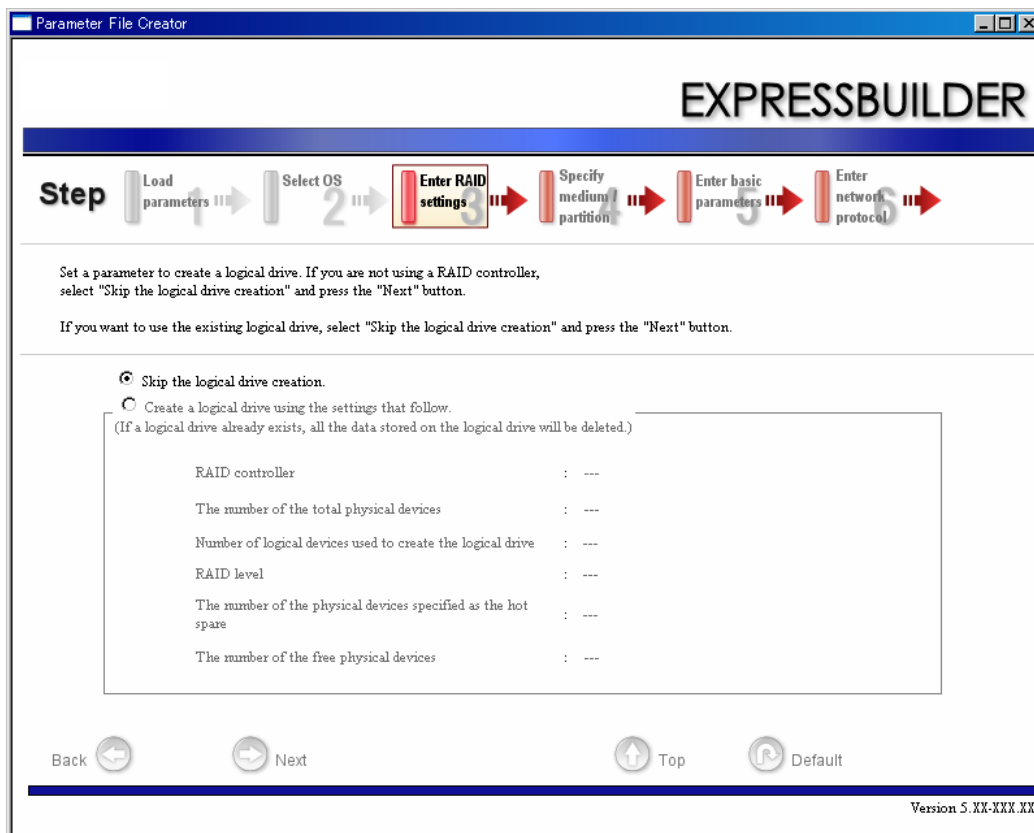 Parameter File Creator
EXPRESSBUILDER
Step
Load
parameters 1
Select OS
2
Enter RAID
settings 3
Specify
medium /
partition 4
Enter basic
parameters 5
Enter
network
protocol 6
Set a parameter to create a logical drive. If you are not using a RAID controller,
select "Skip the logical drive creation" and press the "Next" button.
If you want to use the existing logical drive, select "Skip the logical drive creation" and press the "Next" button.
Skip the logical drive creation.
Create a logical drive using the settings that follow.
(If a logical drive already exists, all the data stored on the logical drive will be deleted.)
RAID controller : ---
The number of the total physical devices : ---
Number of logical devices used to create the logical drive : ---
RAID level : ---
The number of the physical devices specified as the hot
spare : ---
The number of the free physical devices : ---
Back Next Top Default
Version 5.XX-XXX.XX